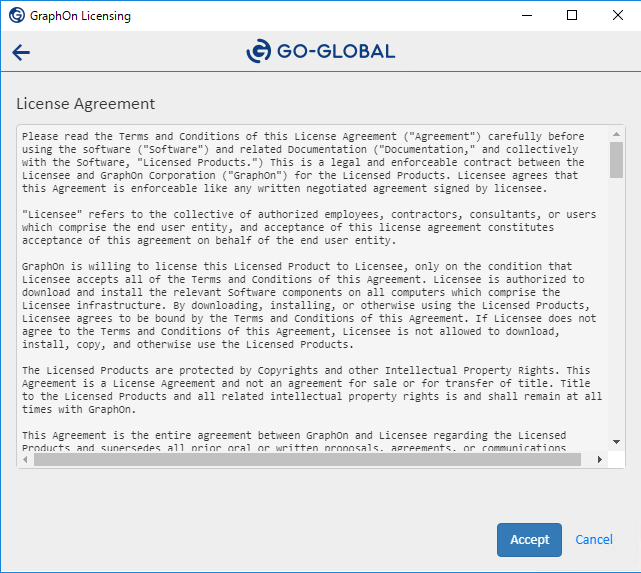 GraphOn Licensing
GO-GLOBAL
License Agreement
Please read the Terms and Conditions of this License Agreement ("Agreement") carefully before
using the software ("Software") and related Documentation ("Documentation," and collectively
with the Software, "Licensed Products.") This is a legal and enforceable contract between the
Licensee and GraphOn Corporation ("GraphOn") for the Licensed Products. Licensee agrees that
this Agreement is enforceable like any written negotiated agreement signed by licensee.
"Licensee" refers to the collective of authorized employees, contractors, consultants, or users
which comprise the end user entity, and acceptance of this license agreement constitutes
acceptance of this agreement on behalf of the end user entity.
GraphOn is willing to license this Licensed Product to Licensee, only on the condition that
Licensee accepts all of the Terms and Conditions of this Agreement. Licensee is authorized to
download and install the relevant Software components on all computers which comprise the
Licensee infrastructure. By downloading, installing, or otherwise using the Licensed Products,
Licensee agrees to be bound by the Terms and Conditions of this Agreement. If Licensee does not
agree to the Terms and Conditions of this Agreement, Licensee is not allowed to download,
install, copy, and otherwise use the Licensed Products.
The Licensed Products are protected by Copyrights and other Intellectual Property Rights. This
Agreement is a License Agreement and not an agreement for sale or for transfer of title. Title
to the Licensed Products and all related intellectual property rights is and shall remain at all
times with GraphOn.
This Agreement is the entire agreement between GraphOn and Licensee regarding the Licensed
Products and supersedes all prior oral or written proposals, agreements, or communications
Accept
Cancel